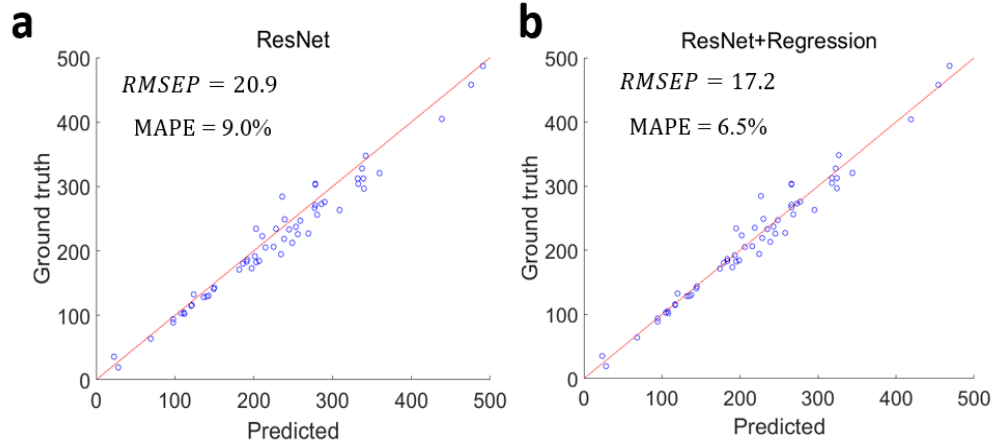 a
ResNet
RMSEP = 20.9
MAPE = 9.0%
500
400
300
200
100
0
Ground truth
0 100 200 300 400 500
Predicted
b
ResNet+Regression
RMSEP = 17.2
MAPE = 6.5%
500
400
300
200
100
0
Ground truth
0 100 200 300 400 500
Predicted